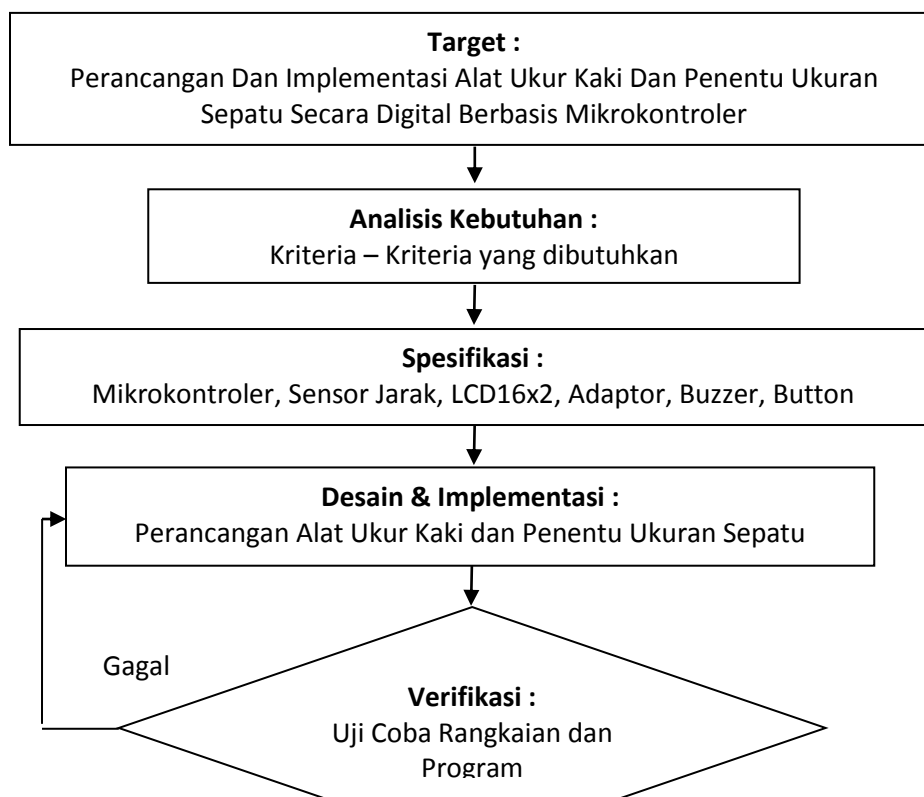 Target :
Perancangan Dan Implementasi Alat Ukur Kaki Dan Penentu Ukuran
Sepatu Secara Digital Berbasis Mikrokontroler
Analisis Kebutuhan :
Kriteria – Kriteria yang dibutuhkan
Spesifikasi :
Mikrokontroler, Sensor Jarak, LCD16x2, Adaptor, Buzzer, Button
Desain & Implementasi :
Perancangan Alat Ukur Kaki dan Penentu Ukuran Sepatu
Gagal
Verifikasi :
Uji Coba Rangkaian dan
Program